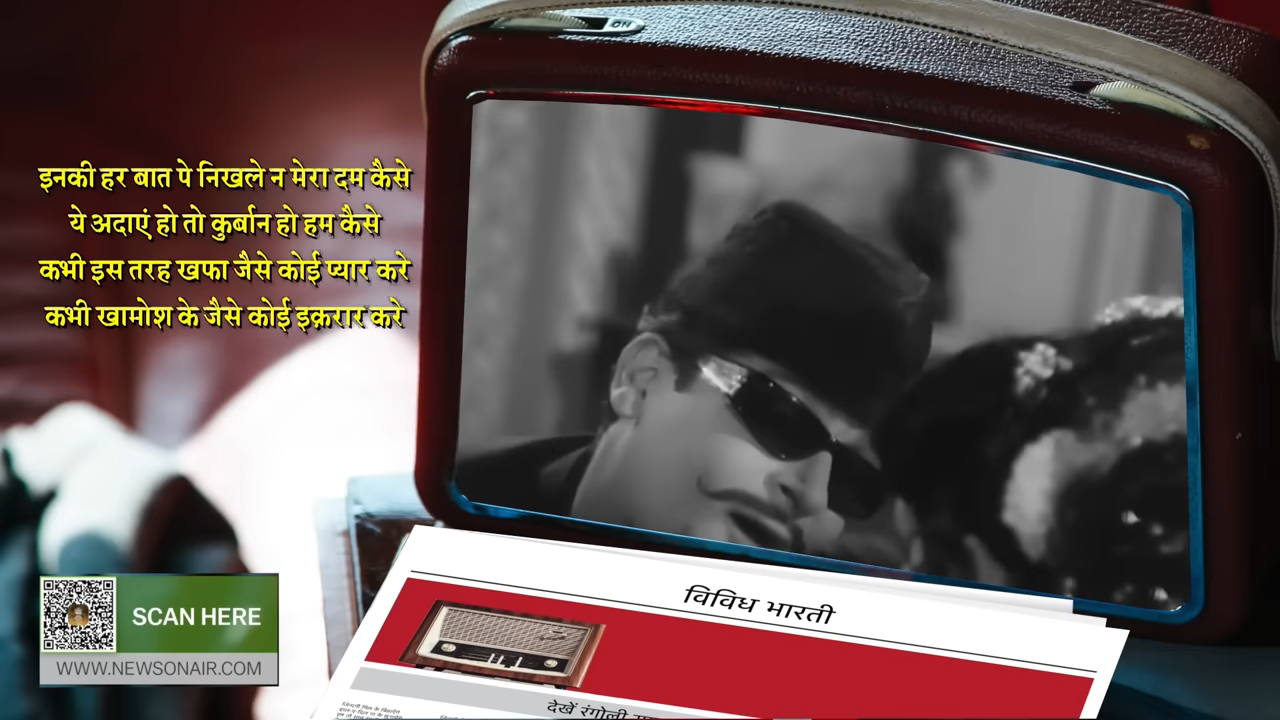 इनकी हर बात पे निखले न मेरा दम कैसे
ये अदाएं हो तो कुर्बान हो हम कैसे
कभी इस तरह खफा जैसे कोई प्यार करे
कभी खामोश के जैसे कोई इक़रार करे
ON
विविध भारती
देखें रंगोली
SCAN HERE
WWW.NEWSONAIR.COM